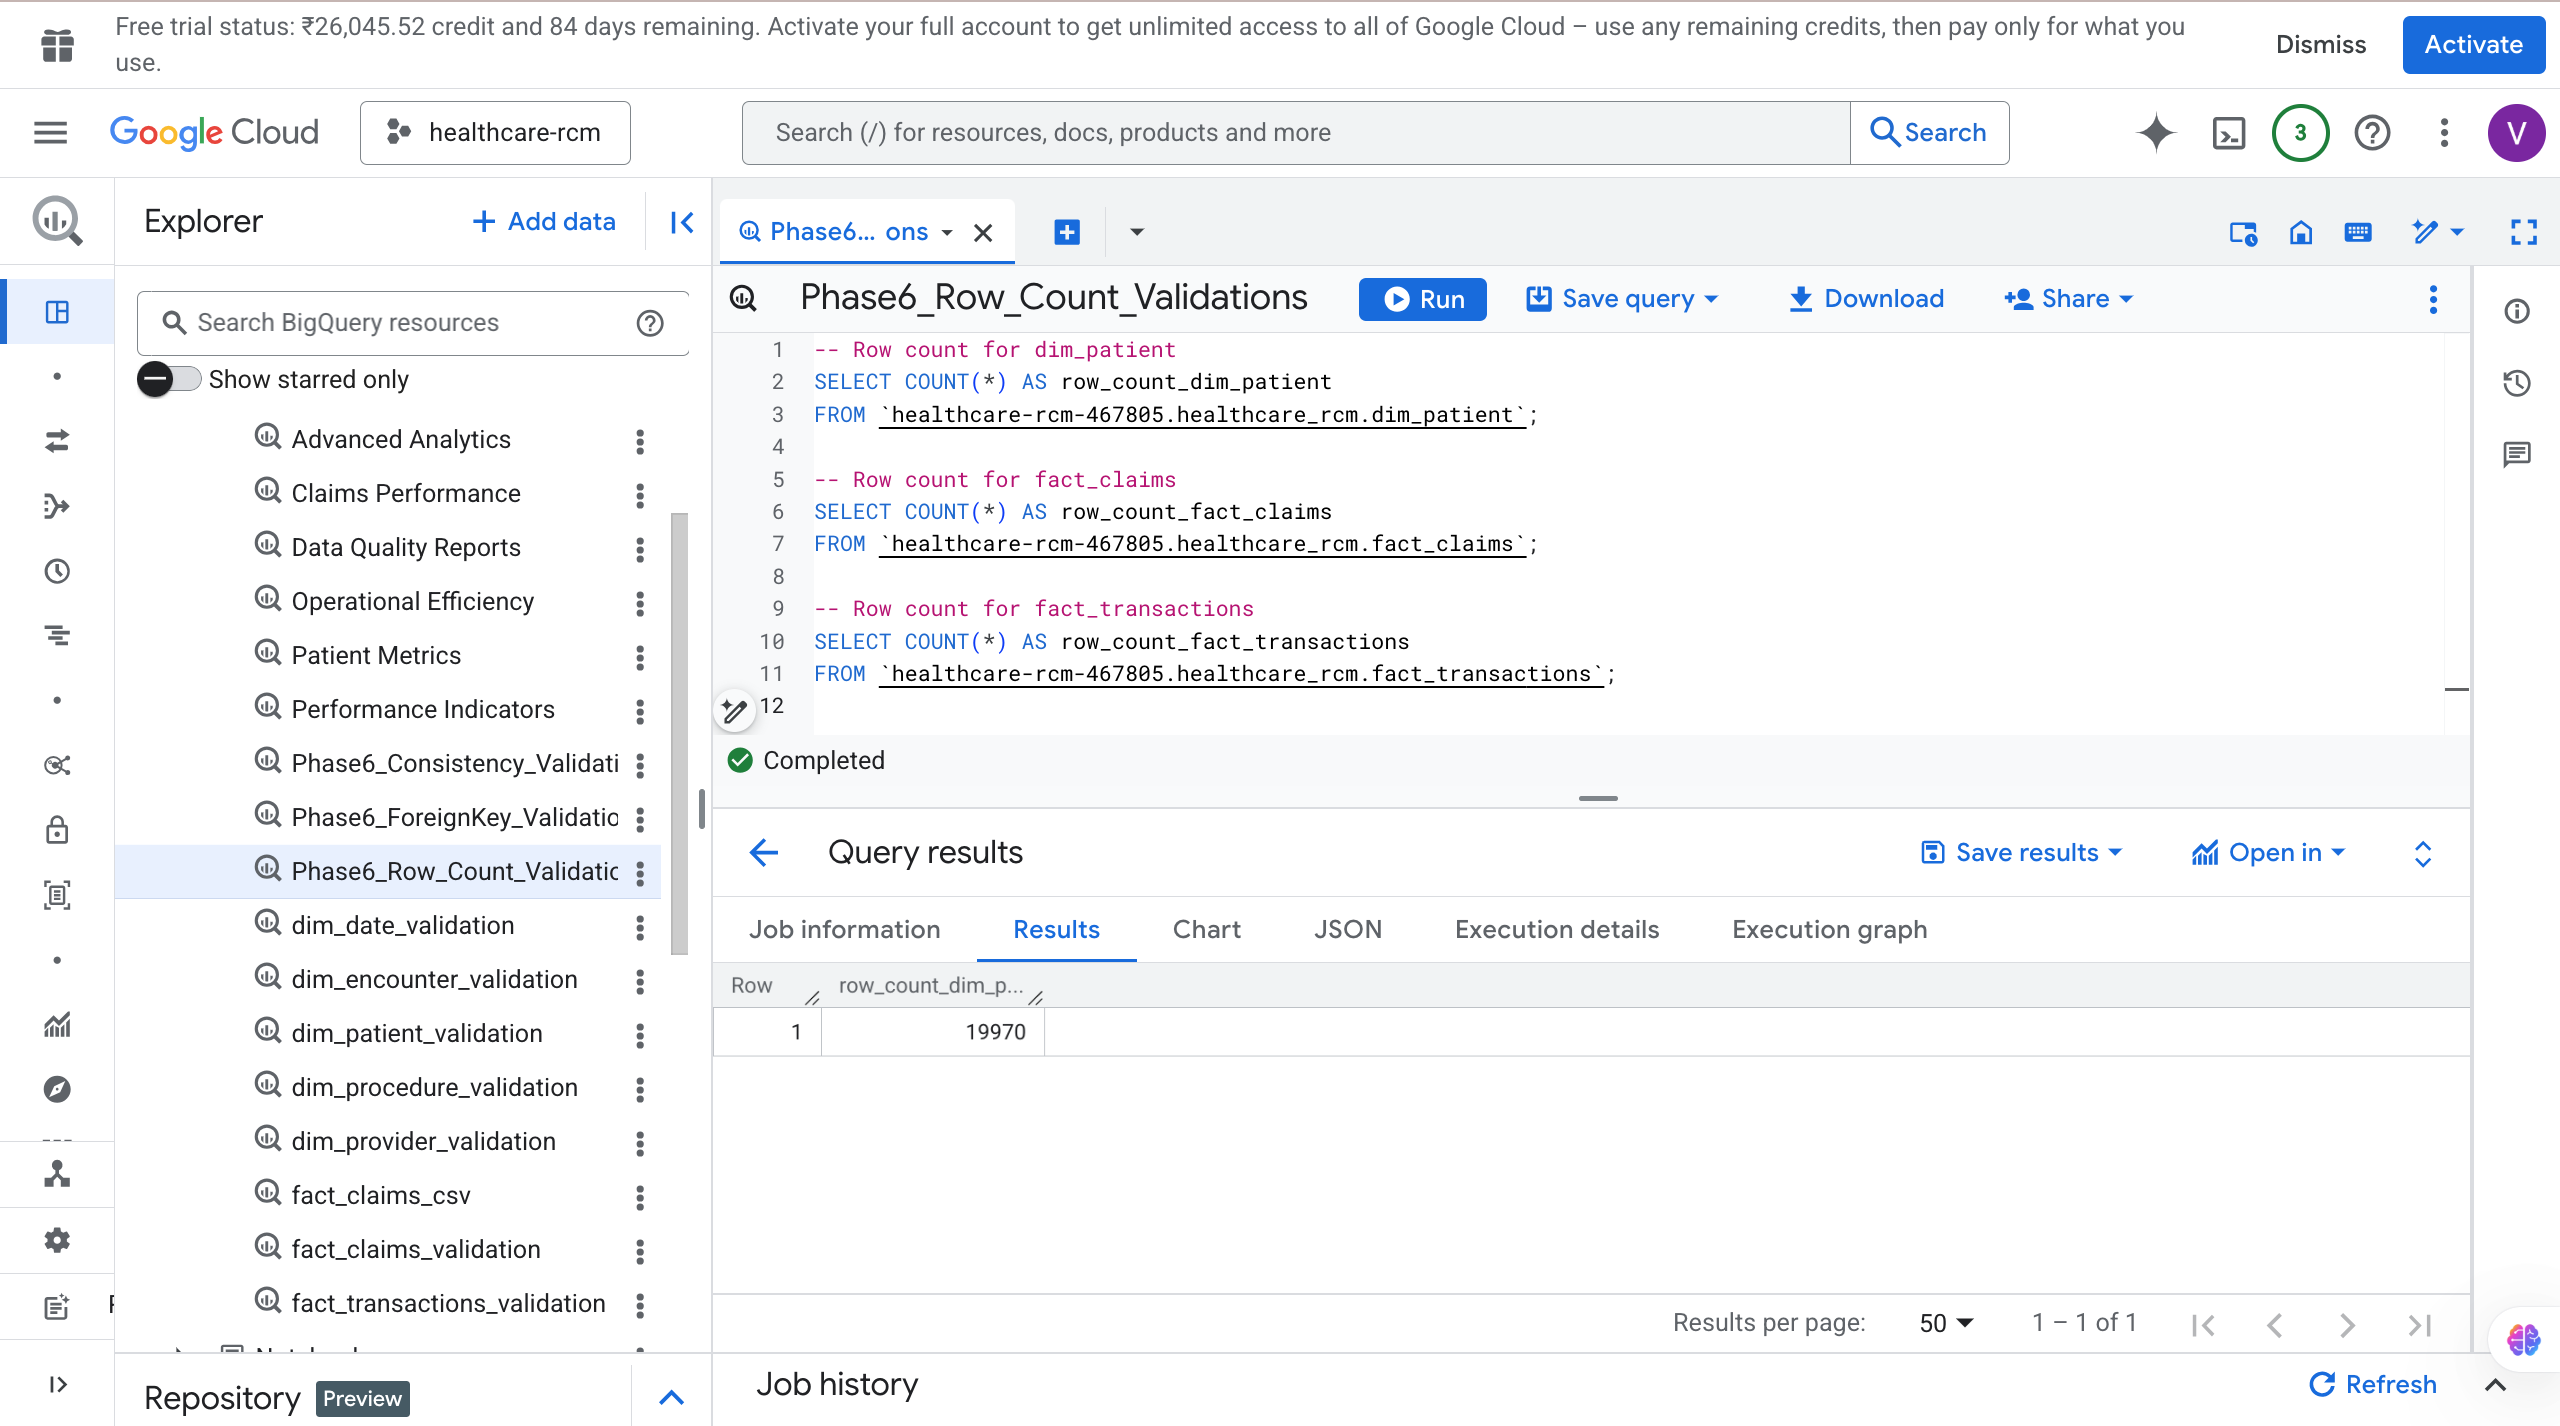 Free trial status: ₹26,045.52 credit and 84 days remaining. Activate your full account to get unlimited access to all of Google Cloud – use any remaining credits, then pay only for what you
use.
Dismiss
Activate
Google Cloud
healthcare-rcm
Search (/) for resources, docs, products and more
Search
3
V
Explorer
+ Add data
Search BigQuery resources
Show starred only
Advanced Analytics
Claims Performance
Data Quality Reports
Operational Efficiency
Patient Metrics
Performance Indicators
Phase6_Consistency_Validati
Phase6_ForeignKey_Validatio
Phase6_Row_Count_Validatic
dim_date_validation
dim_encounter_validation
dim_patient_validation
dim_procedure_validation
dim_provider_validation
fact_claims_csv
fact_claims_validation
fact_transactions_validation
Repository Preview
Phase6... ons
Phase6_Row_Count_Validations
Run
Save query
Download
Share
1 -- Row count for dim_patient
2 SELECT COUNT(*) AS row_count_dim_patient
3 FROM `healthcare-rcm-467805.healthcare_rcm.dim_patient`;
4
5 -- Row count for fact_claims
6 SELECT COUNT(*) AS row_count_fact_claims
7 FROM `healthcare-rcm-467805.healthcare_rcm.fact_claims`;
8
9 -- Row count for fact_transactions
10 SELECT COUNT(*) AS row_count_fact_transactions
11 FROM `healthcare-rcm-467805.healthcare_rcm.fact_transactions`;
12
Completed
Query results
Save results
Open in
Job information
Results
Chart
JSON
Execution details
Execution graph
Row row_count_dim_p...
1 19970
Results per page: 50 1 – 1 of 1
Job history
Refresh